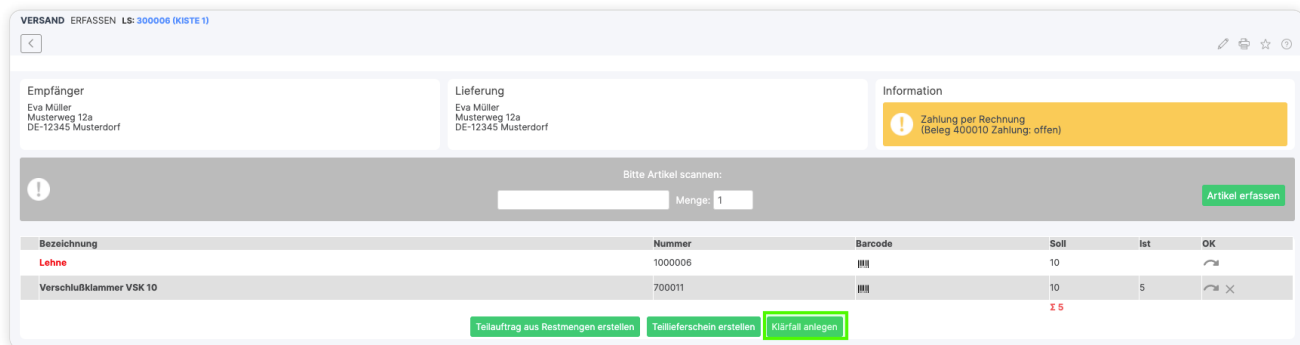 VERSAND ERFASSEN LS: 300006 (KISTE 1)
Empfänger
Eva Müller
Musterweg 12a
DE-12345 Musterdorf
Lieferung
Eva Müller
Musterweg 12a
DE-12345 Musterdorf
Information
Zahlung per Rechnung
(Beleg 400010 Zahlung: offen)
Bitte Artikel scannen:
Menge: 1
Artikel erfassen
Bezeichnung Nummer Barcode Soll Ist OK
Lehne 1000006 10
Verschlußklammer VSK 10 700011 10 5
Σ 5
Teilauftrag aus Restmengen erstellen Teillieferschein erstellen Klärfall anlegen